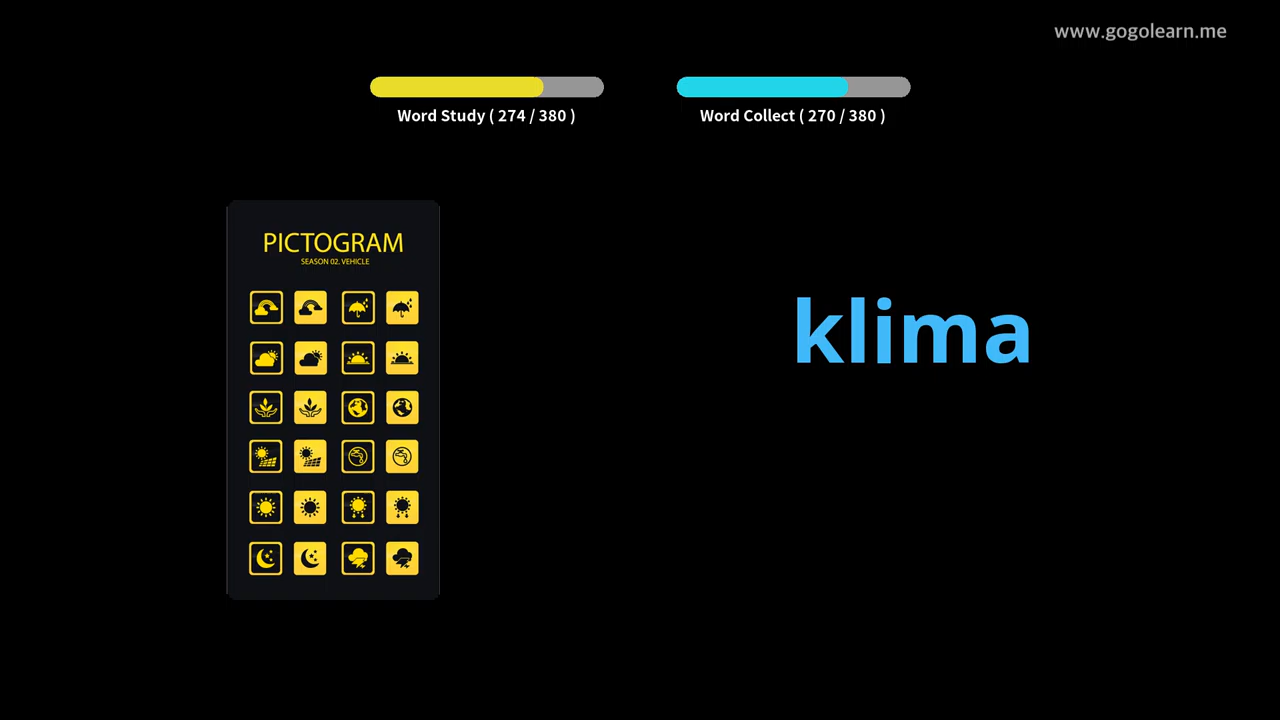 www.gogolearn.me
Word Study ( 274 / 380 )
Word Collect ( 270 / 380 )
PICTOGRAM
SEASON 02. VEHICLE
klima